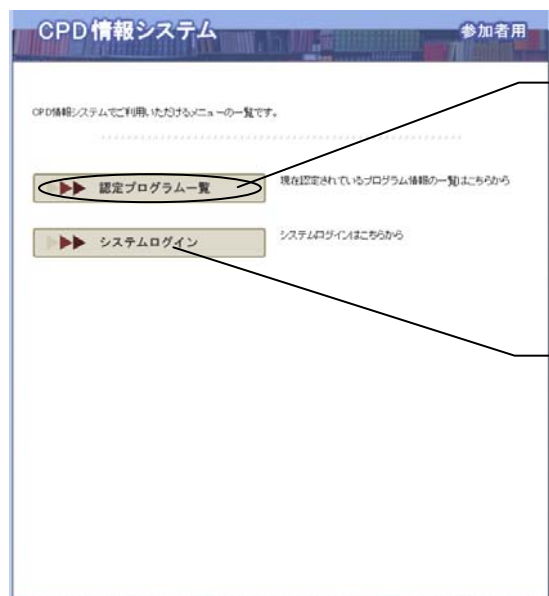 CPD情報システム
参加者用
CPD情報システムでご利用いただけるメニューの一覧です。
認定プログラム一覧
現在認定されているプログラム情報の一覧はこちらから
システムログイン
システムログインはこちらから